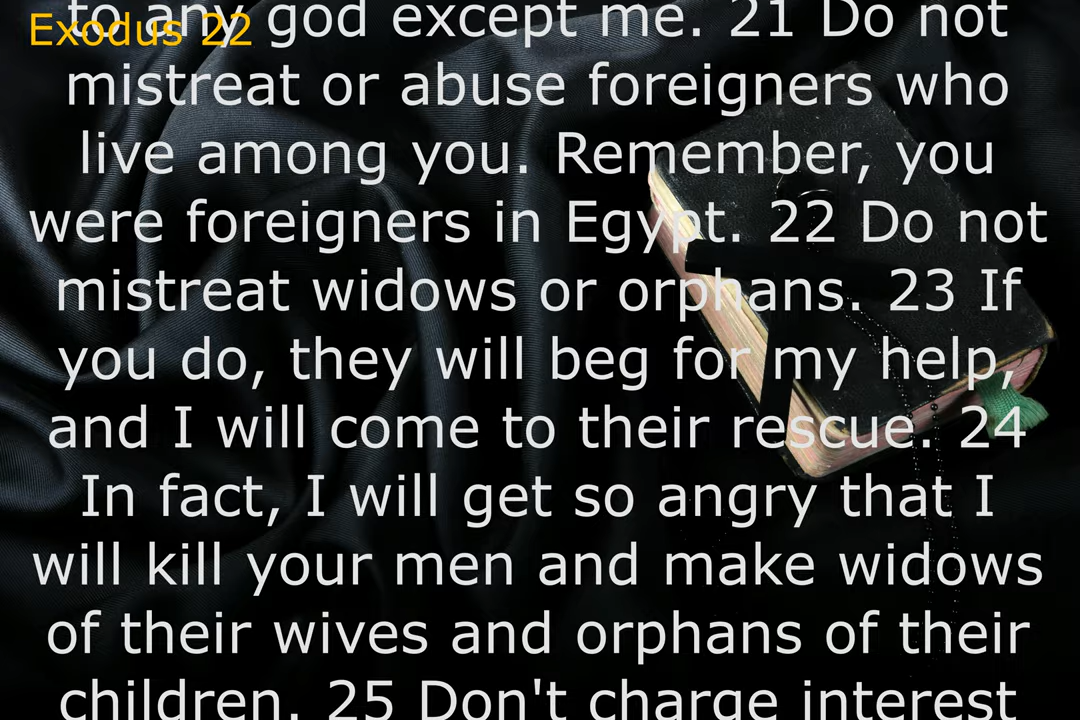 to any god except me. 21 Do not
Exodus 22
mistreat or abuse foreigners who
live among you. Remember, you
were foreigners in Egypt. 22 Do not
mistreat widows or orphans. 23 If
you do, they will beg for my help,
and I will come to their rescue. 24
In fact, I will get so angry that I
will kill your men and make widows
of their wives and orphans of their
children. 25 Don't charge interest